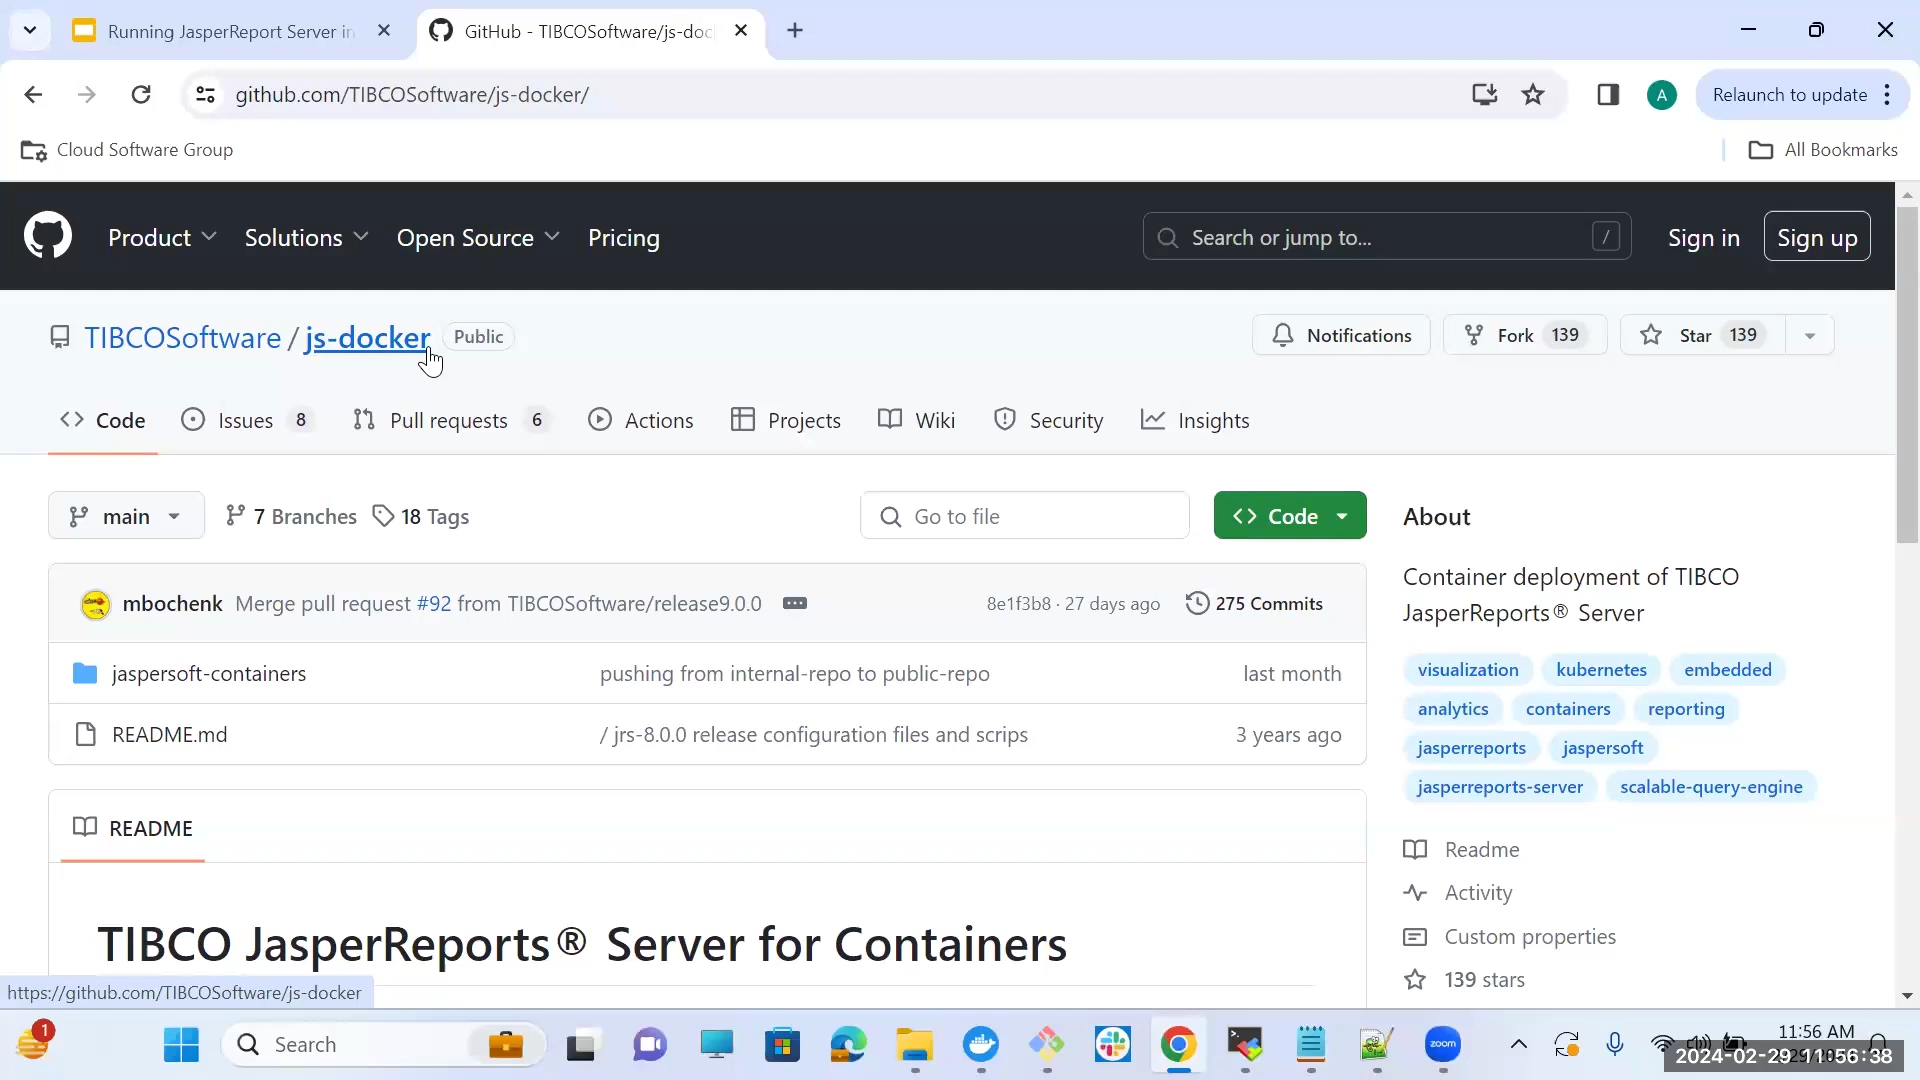 Running JasperReport Server in
GitHub - TIBCOSoftware/js-doc
github.com/TIBCOSoftware/js-docker/
A
Relaunch to update
Cloud Software Group
All Bookmarks
Product
Solutions
Open Source
Pricing
Search or jump to...
/
Sign in
Sign up
TIBCOSoftware / js-docker
Public
Notifications
Fork 139
Star 139
Code
Issues 8
Pull requests 6
Actions
Projects
Wiki
Security
Insights
main
7 Branches
18 Tags
Go to file
Code
About
Container deployment of TIBCO
JasperReports® Server
mbochenk Merge pull request #92 from TIBCOSoftware/release9.0.0
8e1f3b8 · 27 days ago
275 Commits
jaspersoft-containers
pushing from internal-repo to public-repo
last month
README.md
/ jrs-8.0.0 release configuration files and scrips
3 years ago
visualization kubernetes embedded
analytics containers reporting
jasperreports jaspersoft
jasperreports-server scalable-query-engine
README
Readme
Activity
Custom properties
139 stars
TIBCO JasperReports® Server for Containers
https://github.com/TIBCOSoftware/js-docker
1
Search
zoom
11:56 AM
2024-02-29 11:56:38